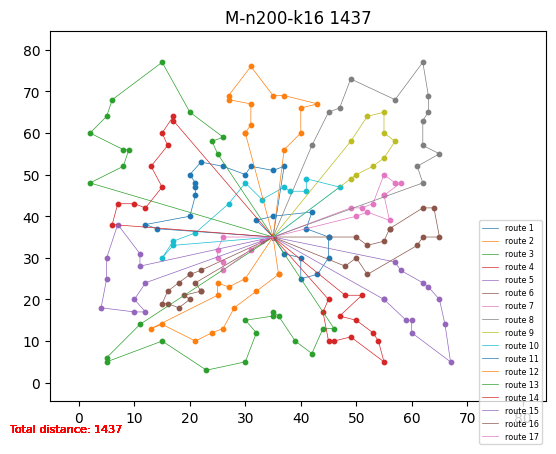 M-n200-k16 1437
80
70
60
50
40
30
20
10
0
0
10
20
30
40
50
60
70
80
route 1
route 2
route 3
route 4
route 5
route 6
route 7
route 8
route 9
route 10
route 11
route 12
route 13
route 14
route 15
route 16
route 17
Total distance: 1437